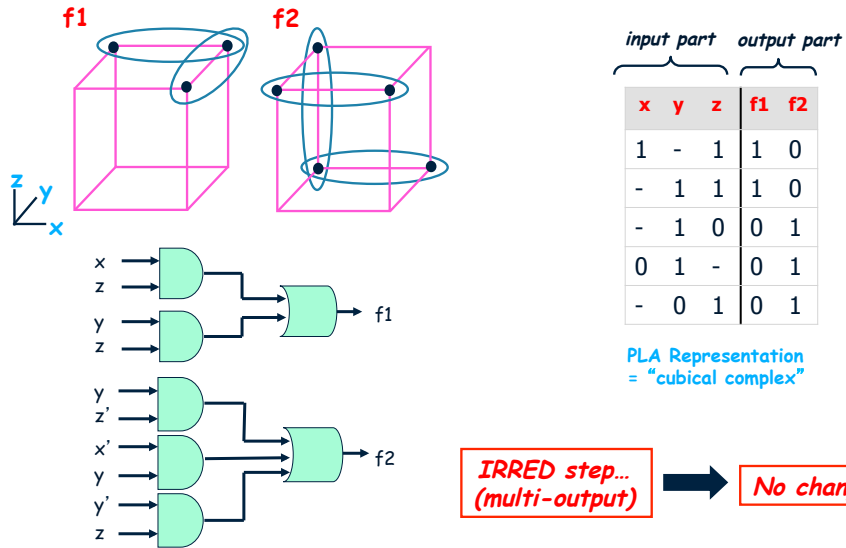 f1
f2
z
y
x
x
z
y
z
f1
y
z’
x’
y
y’
z
f2
input part output part
x y z f1 f2
1 - 1 1 0
- 1 1 1 0
- 1 0 0 1
0 1 - 0 1
- 0 1 0 1
PLA Representation
= “cubical complex”
IRRED step…
(multi-output)
No chan